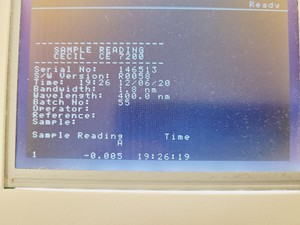 Ready
SAMPLE READING
CECIL CE 7200
Serial No: 146513
S/W Version: R0058
Time: 19:26 12/06/20
Bandwidth: 1.8 nm
Wavelength: 400.0 nm
Batch No: 55
Operator:
Reference:
Sample:
Sample Reading Time
A
1 -0.005 19:26:19